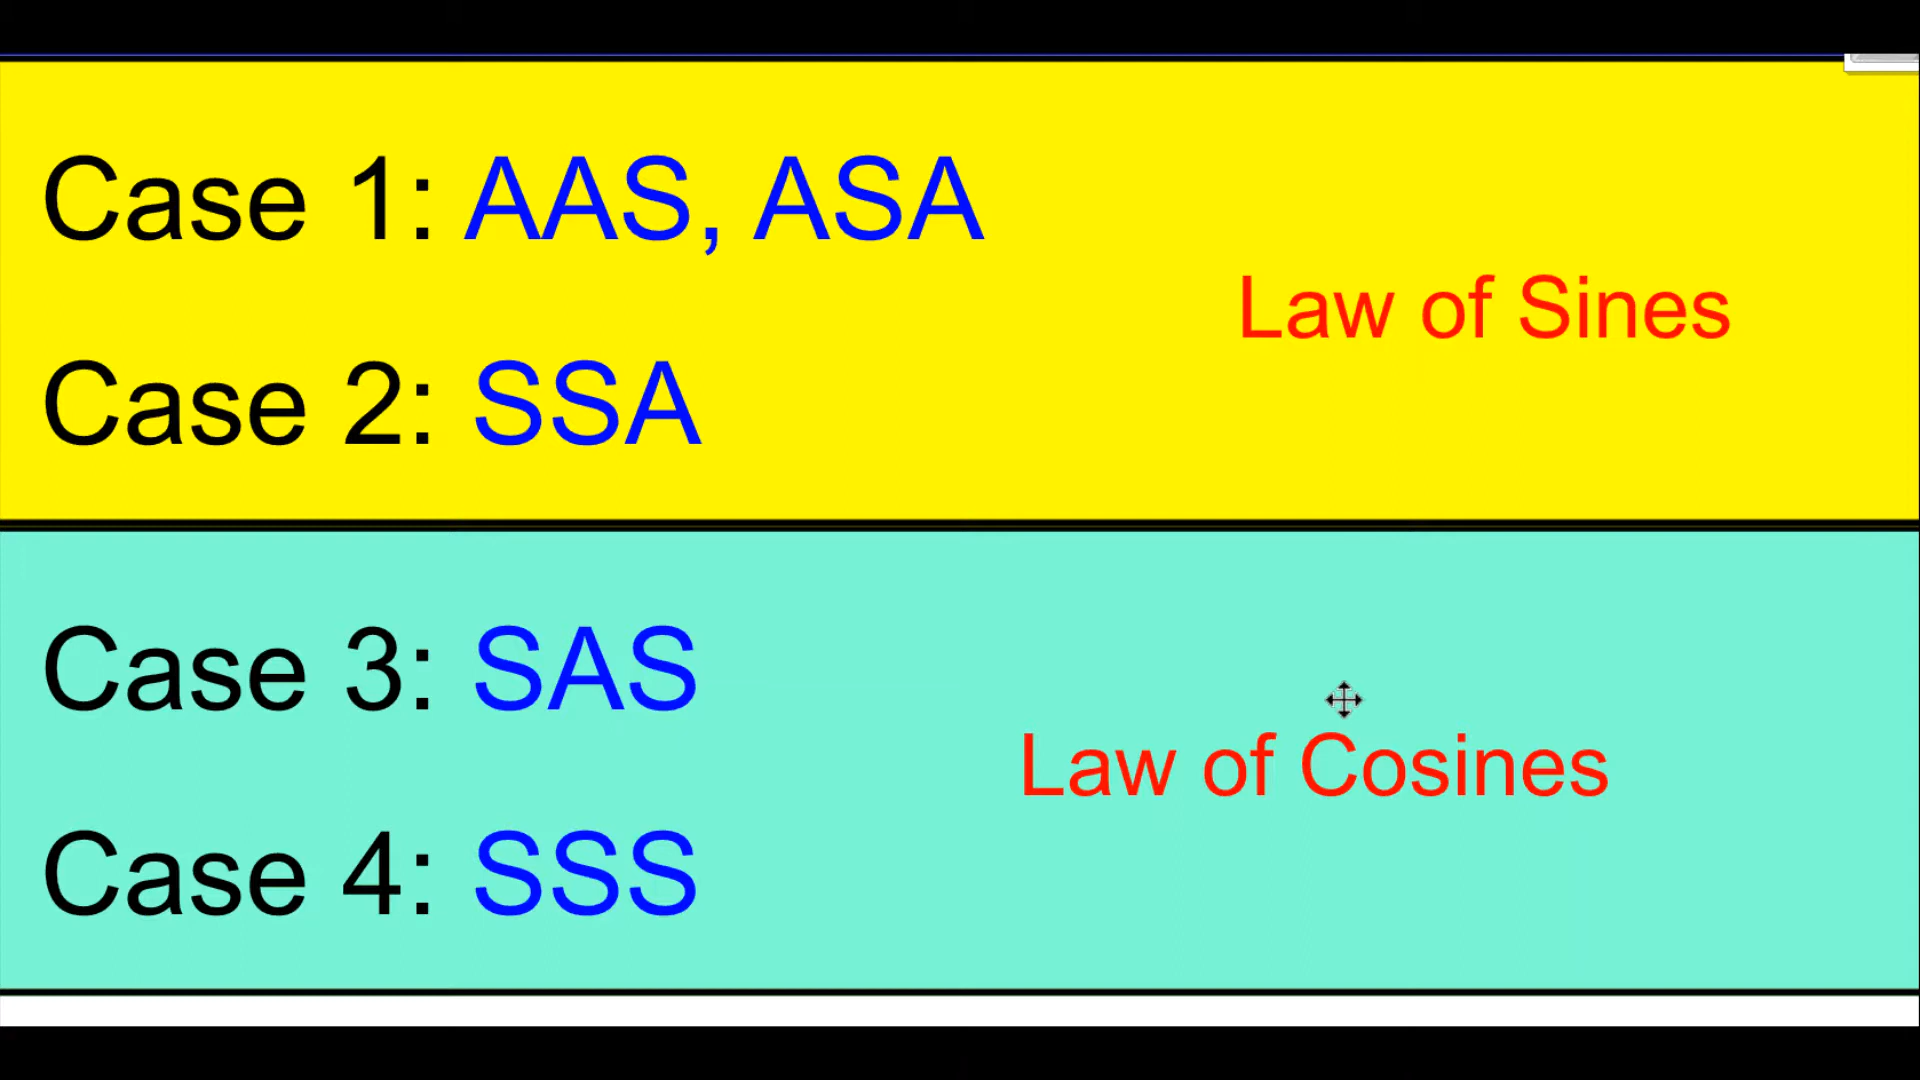 Case 1: AAS, ASA
Law of Sines
Case 2: SSA
Case 3: SAS
Law of Cosines
Case 4: SSS